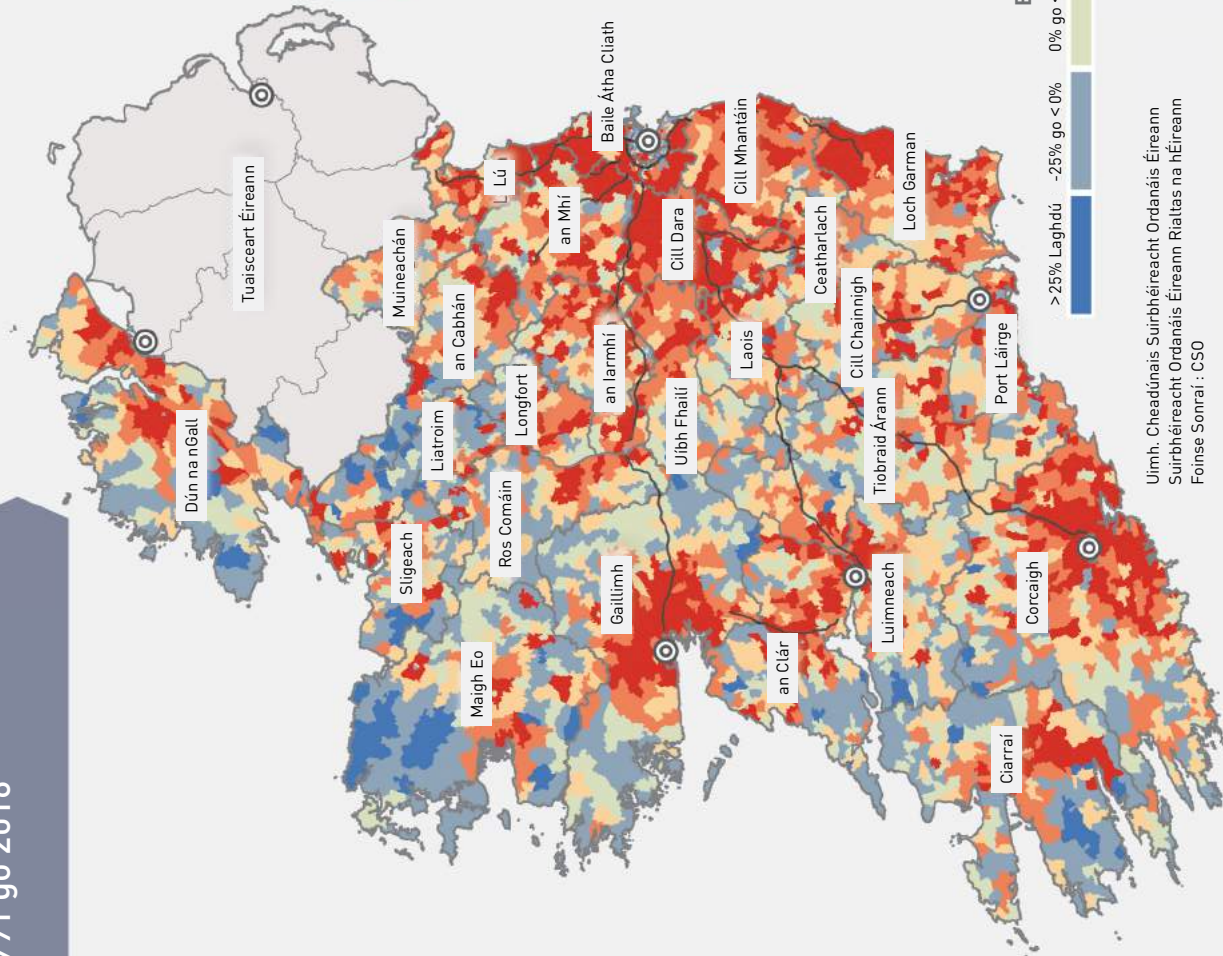 go 2016
Tuaisceart Éireann
Dún na nGall
Muineachán
Lú
an Cabhán
Liatroim
Sligeach
Longfort
an Mhí
Ros Comáin
Maigh Eo
an Iarmhí
Baile Átha Cliath
Gaillimh
Cill Dara
Uíbh Fhailí
Laois
Cill Mhantáin
an Clár
Ceatharlach
Cill Chainnigh
Tiobraid Árann
Luimneach
Loch Garman
Port Láirge
Corcaigh
Ciarraí
>25% Laghdú
-25% go <0%
0% go
Uimh. Cheadúnais Suirbhéireacht Ordanáis Éireann
Suirbhéireacht Ordanáis Éireann Rialtas na hÉireann
Foinse Sonraí : CSO